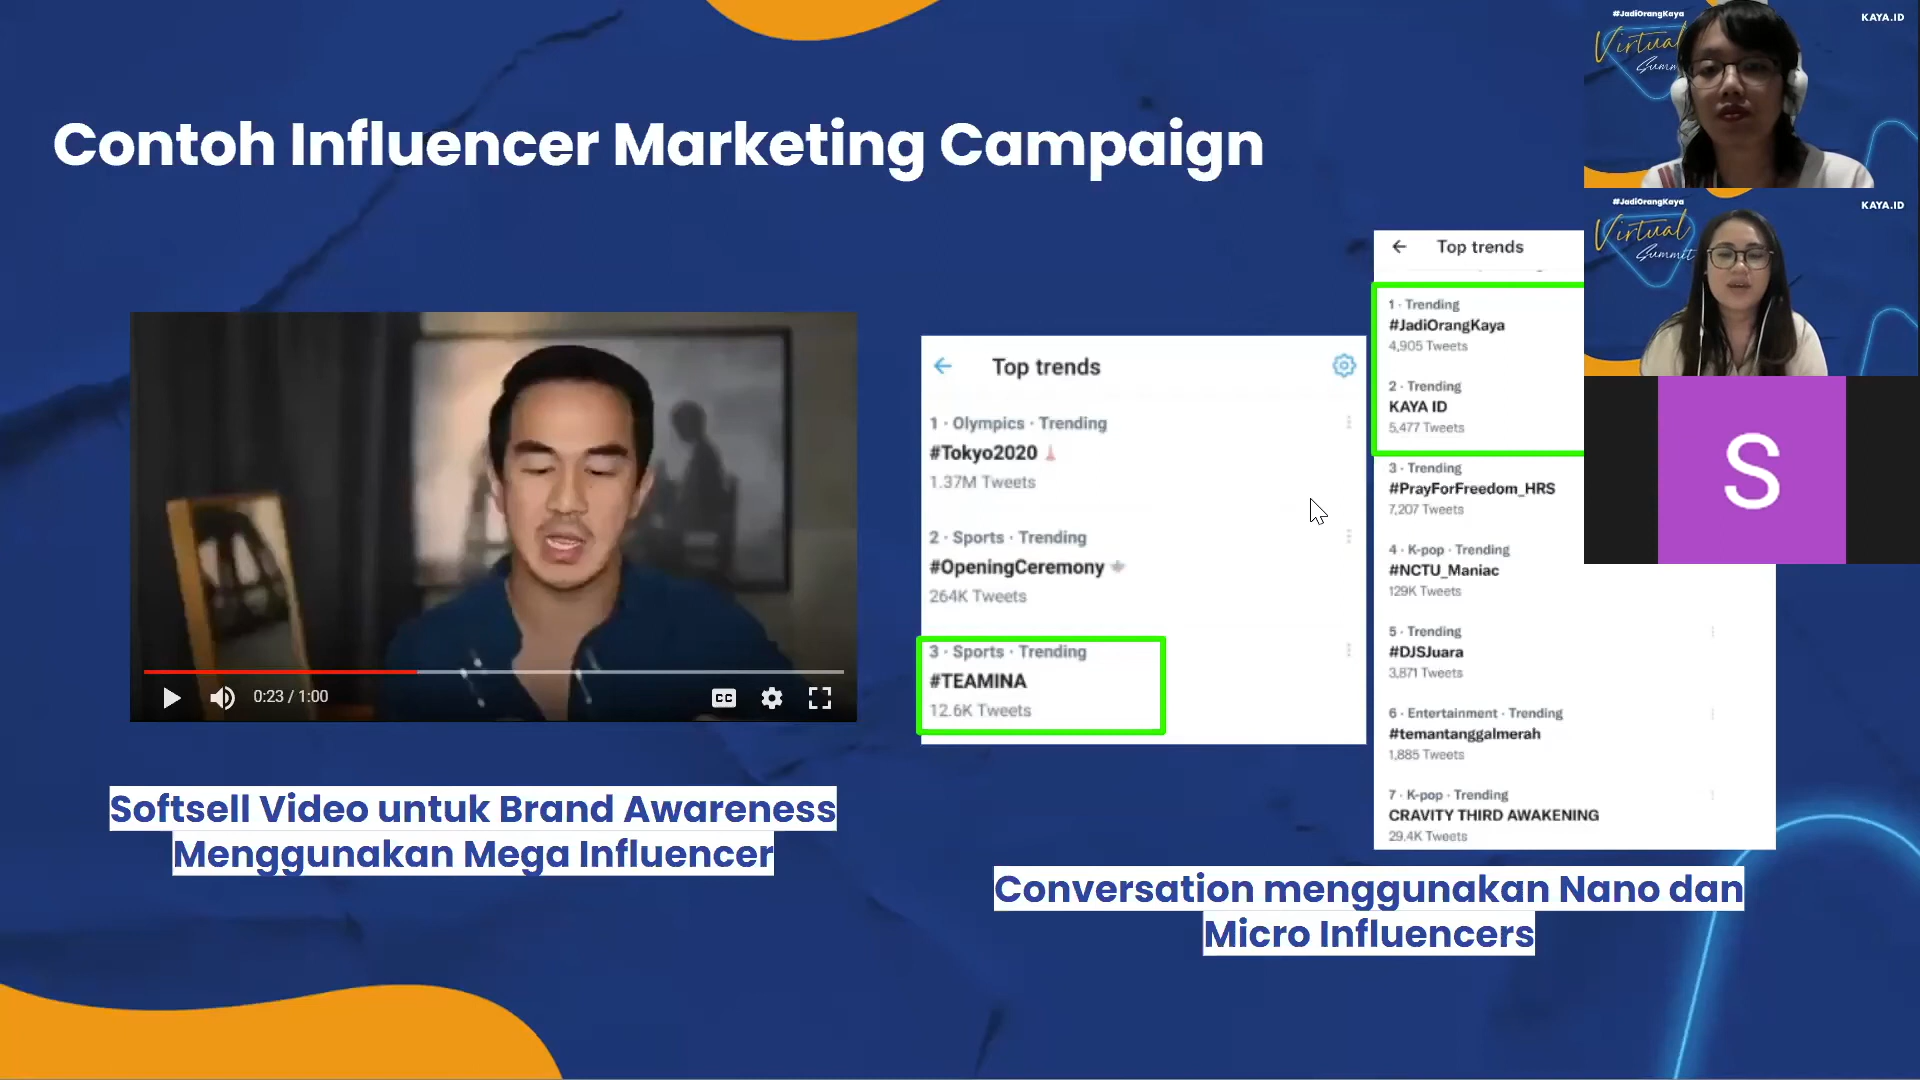 Contoh Influencer Marketing Campaign
0:23 / 1:00
CC
Softsell Video untuk Brand Awareness
Menggunakan Mega Influencer
Top trends
1 · Olympics · Trending
#Tokyo2020
1.37M Tweets
2 · Sports · Trending
#OpeningCeremony
264K Tweets
3 · Sports · Trending
#TEAMINA
12.6K Tweets
Top trends
1 · Trending
#JadiOrangKaya
4,905 Tweets
2 · Trending
KAYA ID
5,477 Tweets
3 · Trending
#PrayForFreedom_HRS
7,207 Tweets
4 · K-pop · Trending
#NCTU_Maniac
129K Tweets
5 · Trending
#DJSJuara
3,871 Tweets
6 · Entertainment · Trending
#temantanggalmerah
1,885 Tweets
7 · K-pop · Trending
CRAVITY THIRD AWAKENING
29.4K Tweets
Conversation menggunakan Nano dan
Micro Influencers
#JadiOrangKaya
KAYA.ID
Virtual
#JadiOrangKaya
KAYA.ID
Virtual
Summit
S